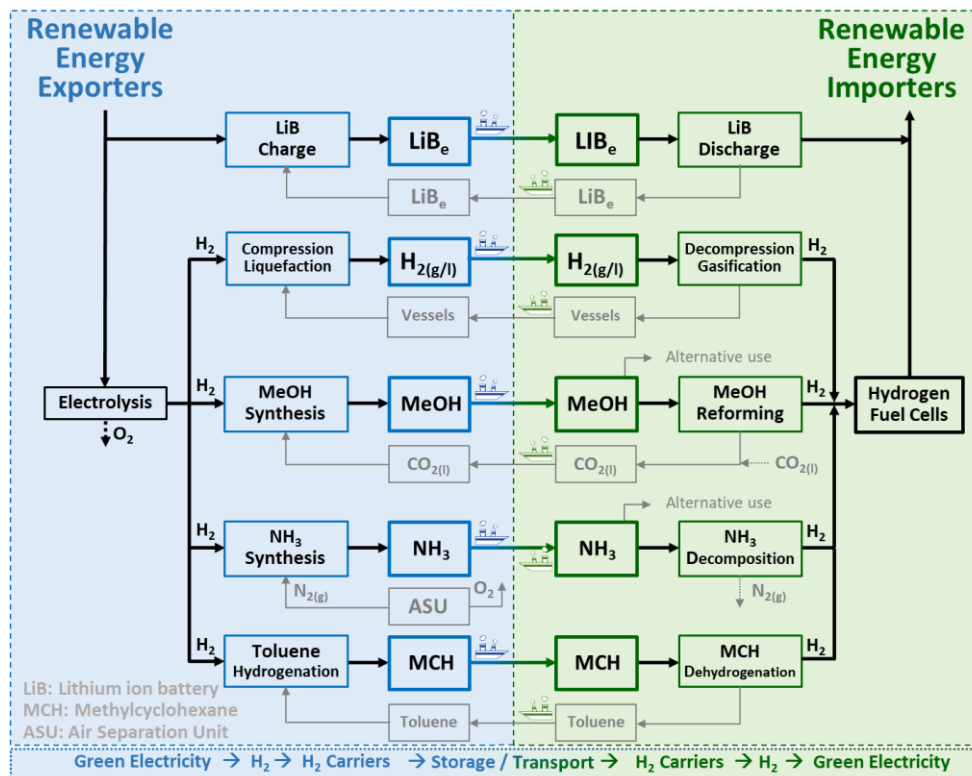 Renewable
Energy
Exporters
Renewable
Energy
Importers
LiB
Charge
LiBₑ
LIBₑ
LiB
Discharge
LiBₑ
LiBₑ
H₂
Compression
Liquefaction
H₂(g/l)
H₂(g/l)
Decompression
Gasification
H₂
Vessels
Vessels
Alternative use
Electrolysis
O₂
H₂
MeOH
Synthesis
MeOH
MeOH
MeOH
Reforming
H₂
Hydrogen
Fuel Cells
CO₂(l)
CO₂(l)
CO₂(l)
Alternative use
H₂
NH₃
Synthesis
NH₃
NH₃
NH₃
Decomposition
H₂
N₂(g)
ASU
O₂
N₂(g)
H₂
Toluene
Hydrogenation
MCH
MCH
MCH
Dehydrogenation
H₂
Toluene
Toluene
LiB: Lithium ion battery
MCH: Methylcyclohexane
ASU: Air Separation Unit
Green Electricity → H₂ → H₂ Carriers → Storage / Transport → H₂ Carriers → H₂ → Green Electricity